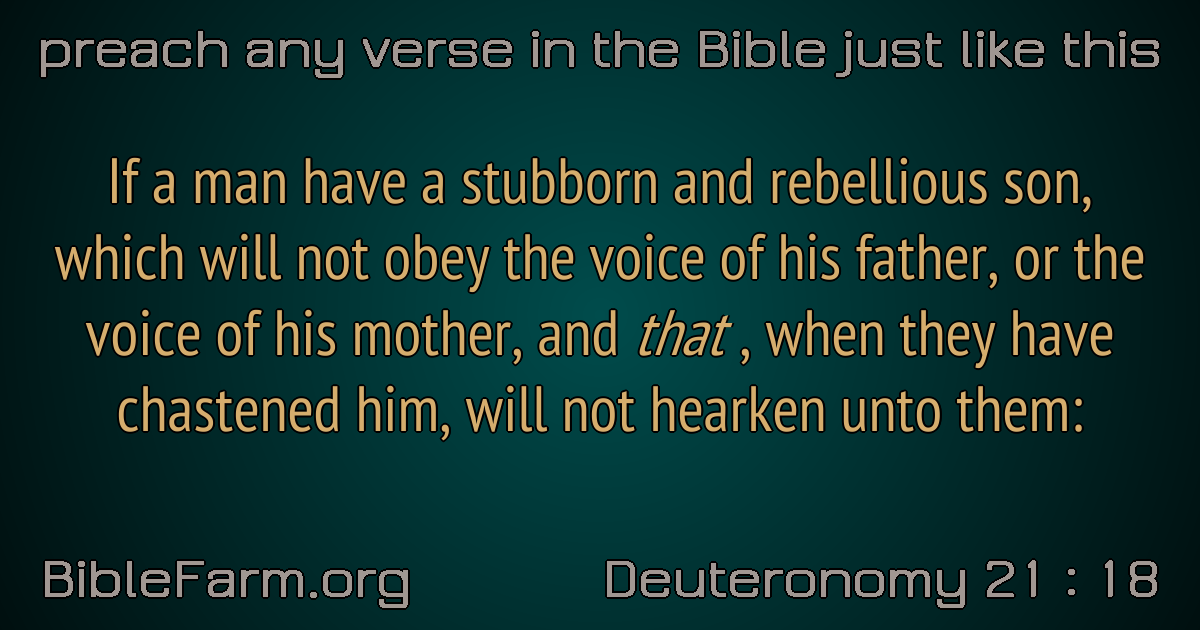 preach any verse in the Bible just like this
If a man have a stubborn and rebellious son,
which will not obey the voice of his father, or the
voice of his mother, and that , when they have
chastened him, will not hearken unto them:
BibleFarm.org
Deuteronomy 21 : 18